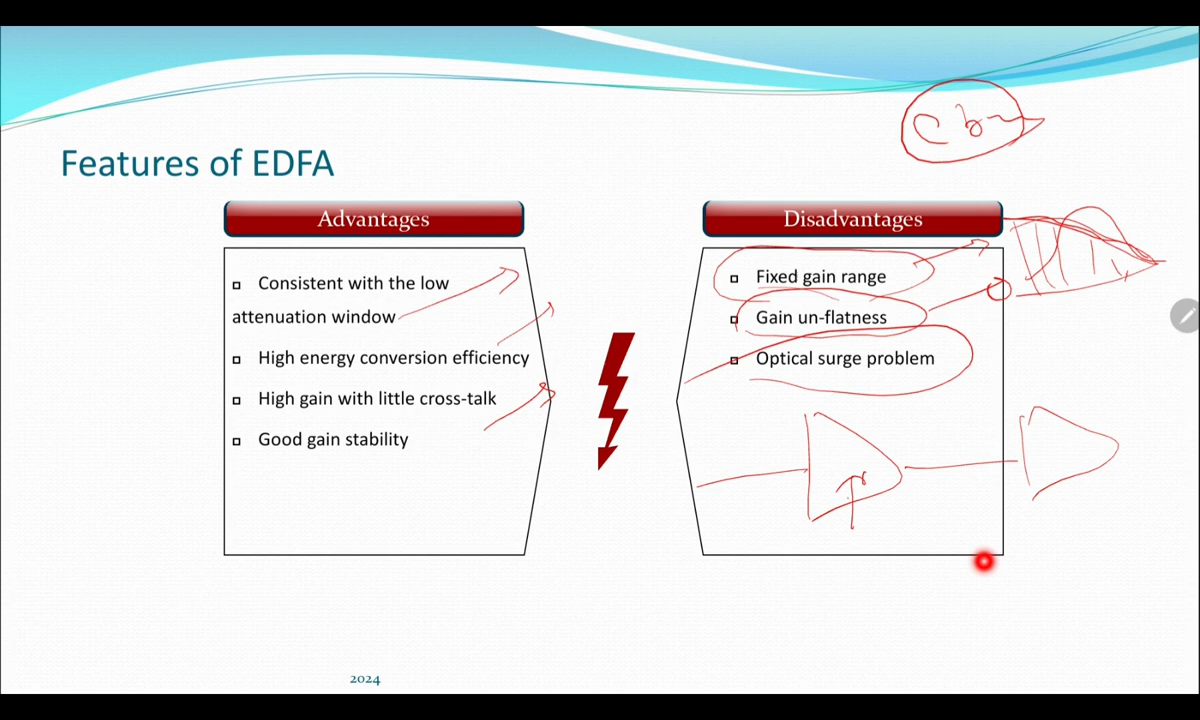 Features of EDFA
Advantages
Consistent with the low
attenuation window
High energy conversion efficiency
High gain with little cross-talk
Good gain stability
Disadvantages
Fixed gain range
Gain un-flatness
Optical surge problem
2024